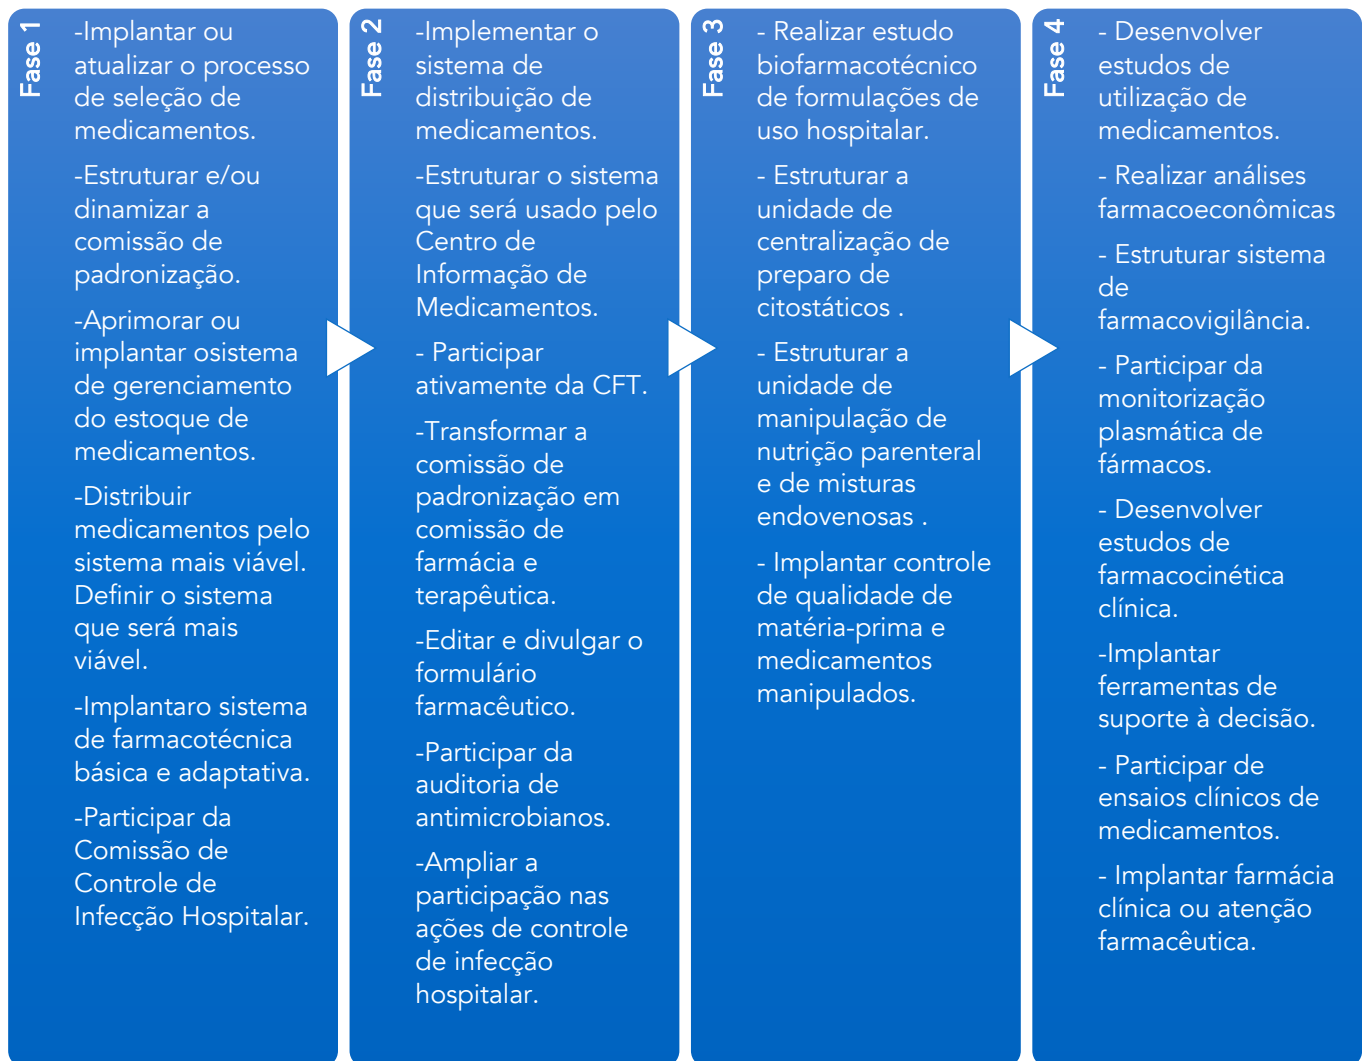 Fase 1
-Implantar ou
atualizar o processo
de seleção de
medicamentos.
-Estruturar e/ou
dinamizar a
comissão de
padronização.
-Aprimorar ou
implantar osistema
de gerenciamento
do estoque de
medicamentos.
-Distribuir
medicamentos pelo
sistema mais viável.
Definir o sistema
que será mais
viável.
-Implantaro sistema
de farmacotécnica
básica e adaptativa.
-Participar da
Comissão de
Controle de
Infecção Hospitalar.
Fase 2
-Implementar o
sistema de
distribuição de
medicamentos.
-Estruturar o sistema
que será usado pelo
Centro de
Informação de
Medicamentos.
- Participar
ativamente da CFT.
-Transformar a
comissão de
padronização em
comissão de
farmácia e
terapêutica.
-Editar e divulgar o
formulário
farmacêutico.
-Participar da
auditoria de
antimicrobianos.
-Ampliar a
participação nas
ações de controle
de infecção
hospitalar.
Fase 3
- Realizar estudo
biofarmacotécnico
de formulações de
uso hospitalar.
- Estruturar a
unidade de
centralização de
preparo de
citostáticos .
- Estruturar a
unidade de
manipulação de
nutrição parenteral
e de misturas
endovenosas .
- Implantar controle
de qualidade de
matéria-prima e
medicamentos
manipulados.
Fase 4
- Desenvolver
estudos de
utilização de
medicamentos.
- Realizar análises
farmacoeconômicas
- Estruturar sistema
de
farmacovigilância.
- Participar da
monitorização
plasmática de
fármacos.
- Desenvolver
estudos de
farmacocinética
clínica.
-Implantar
ferramentas de
suporte à decisão.
- Participar de
ensaios clínicos de
medicamentos.
- Implantar farmácia
clínica ou atenção
farmacêutica.